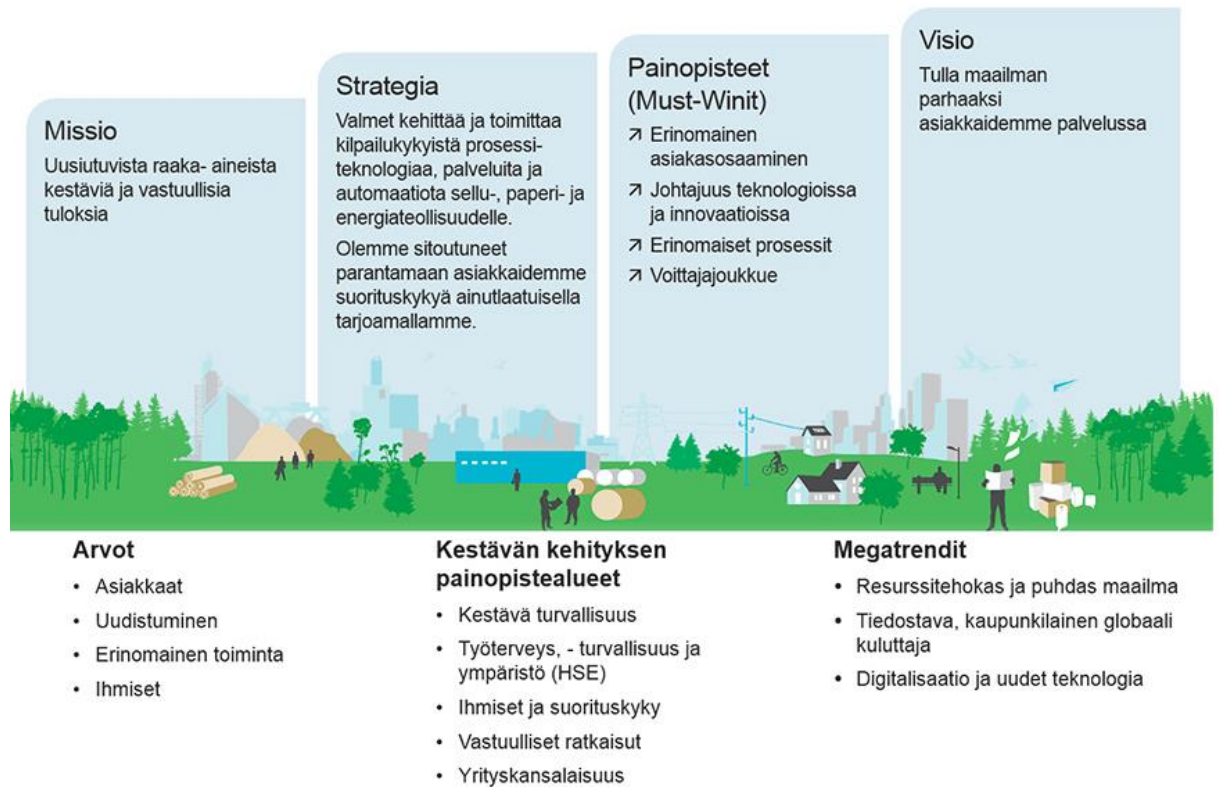 Missio
Uusiutuvista raaka- aineista
kestäviä ja vastuullisia
tuloksia
Strategia
Valmet kehittää ja toimittaa
kilpailukykyistä prosessi-
teknologiaa, palveluita ja
automaatiota sellu-, paperi- ja
energiateollisuudelle.
Olemme sitoutuneet
parantamaan asiakkaidemme
suorituskykyä ainutlaatuisella
tarjoamallamme.
Painopisteet
(Must-Winit)
↗ Erinomainen
asiakasosaaminen
↗ Johtajuus teknologioissa
ja innovaatioissa
↗ Erinomaiset prosessit
↗ Voittajajoukkue
Visio
Tulla maailman
parhaaksi
asiakkaidemme palvelussa
Arvot
• Asiakkaat
• Uudistuminen
• Erinomainen toiminta
• Ihmiset
Kestävän kehityksen
painopistealueet
• Kestävä turvallisuus
• Työterveys, - turvallisuus ja
ympäristö (HSE)
• Ihmiset ja suorituskyky
• Vastuulliset ratkaisut
• Yrityskansalaisuus
Megatrendit
• Resurssitehokas ja puhdas maailma
• Tiedostava, kaupunkilainen globaali
kuluttaja
• Digitalisaatio ja uudet teknologia